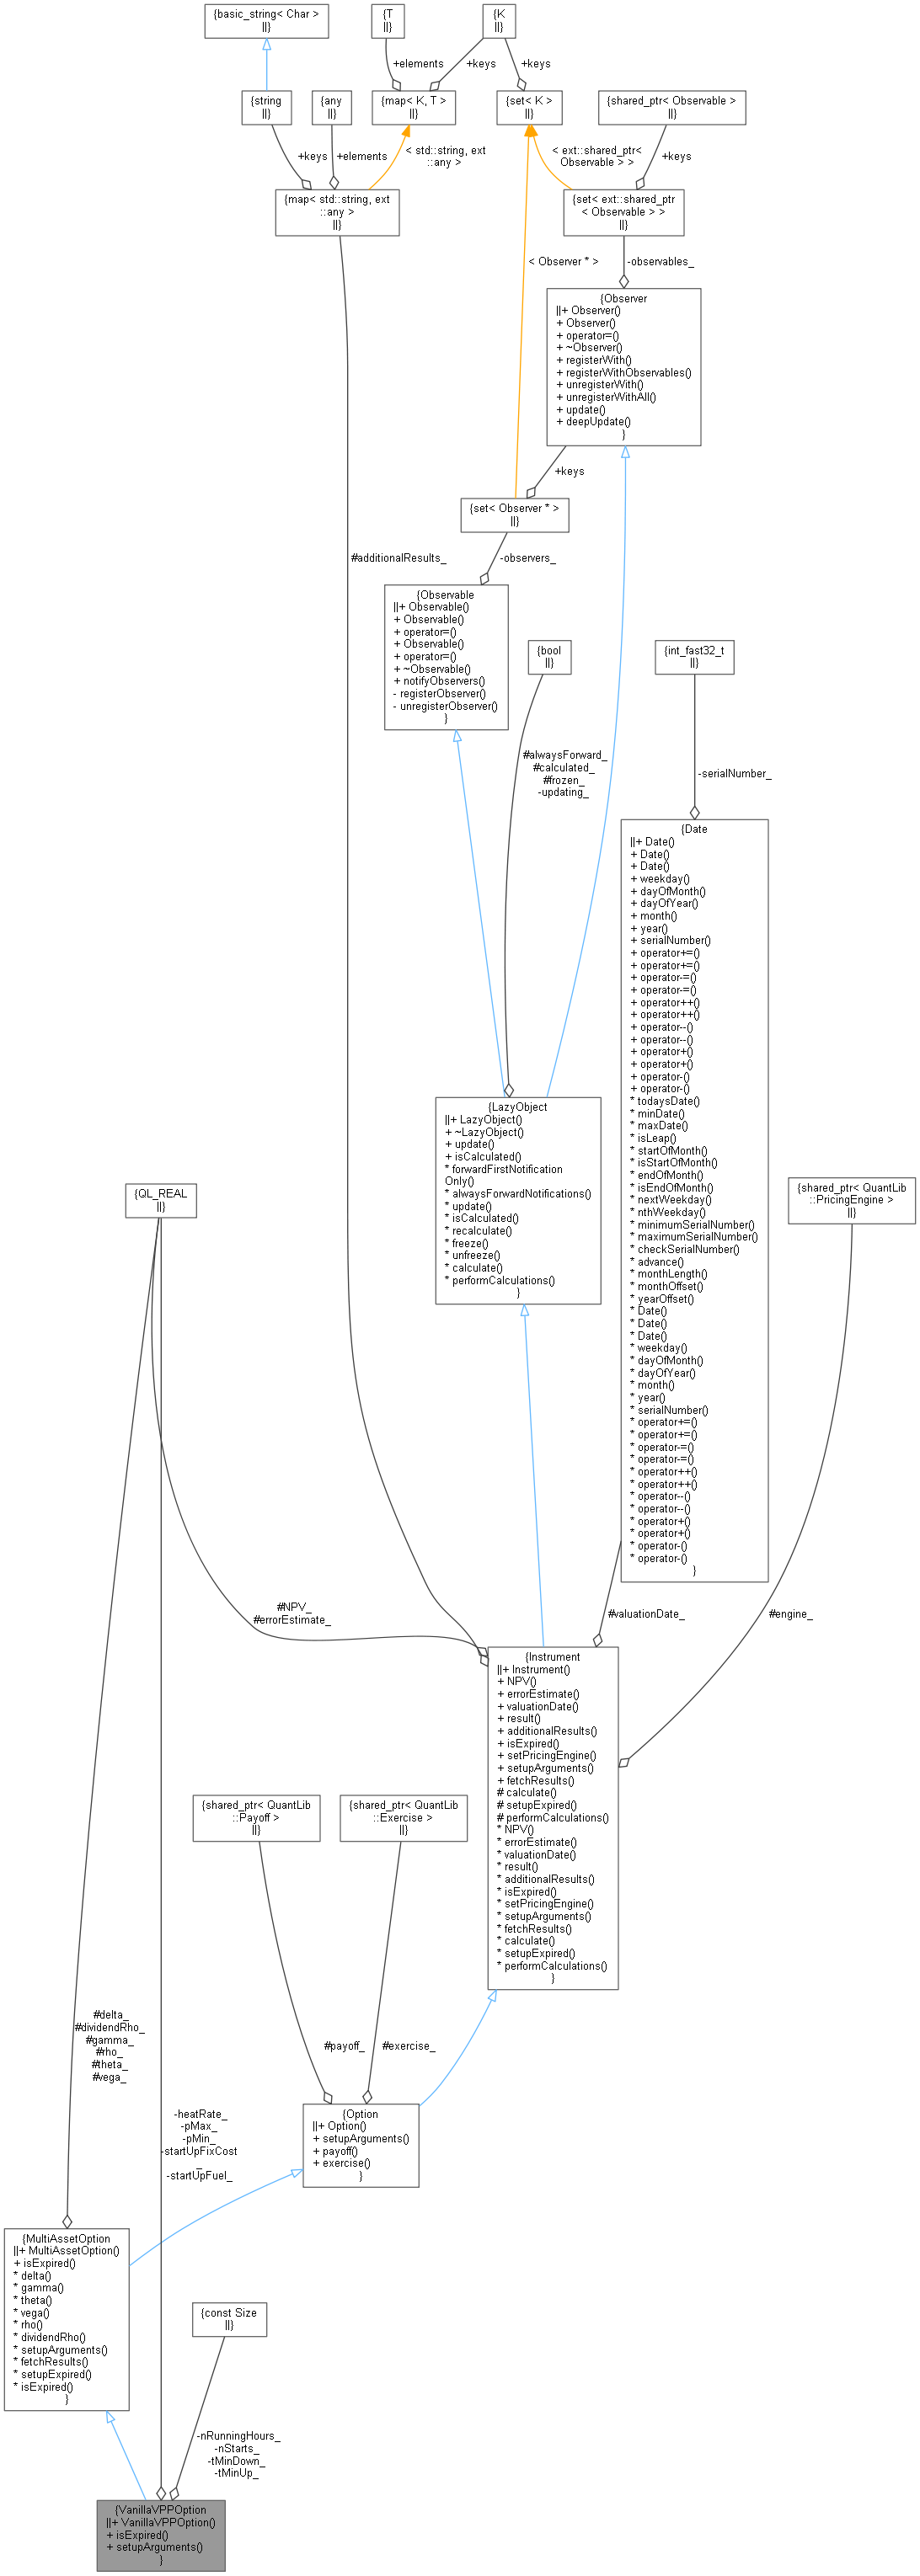 {basic_string< Char >
||}
{T
||}
{K
||}
+elements
+keys
+keys
{string
||}
{any
||}
{map< K, T >
||}
{set< K >
||}
{shared_ptr< Observable >
||}
+keys
+elements
< std::string, ext
::any >
< ext::shared_ptr<
Observable > >
+keys
{map< std::string, ext
::any >
||}
{set< ext::shared_ptr
< Observable > >
||}
< Observer * >
-observables_
{Observer
||+ Observer()
+ Observer()
+ operator=()
+ ~Observer()
+ registerWith()
+ registerWithObservables()
+ unregisterWith()
+ unregisterWithAll()
+ update()
+ deepUpdate()
}
+keys
{set< Observer * >
||}
#additionalResults_
-observers_
{Observable
||+ Observable()
+ Observable()
+ operator=()
+ Observable()
+ operator=()
+ ~Observable()
+ notifyObservers()
- registerObserver()
- unregisterObserver()
}
{bool
||}
{int_fast32_t
||}
#alwaysForward_
#calculated_
#frozen_
-updating_
-serialNumber_
{Date
||+ Date()
+ Date()
+ Date()
+ weekday()
+ dayOfMonth()
+ dayOfYear()
+ month()
+ year()
+ serialNumber()
+ operator+=()
+ operator+=()
+ operator-=()
+ operator-=()
+ operator++()
+ operator++()
+ operator--()
+ operator--()
+ operator+()
+ operator+()
+ operator-()
+ operator-()
* todaysDate()
* minDate()
* maxDate()
* isLeap()
* startOfMonth()
* isStartOfMonth()
* endOfMonth()
* isEndOfMonth()
* nextWeekday()
* nthWeekday()
* minimumSerialNumber()
* maximumSerialNumber()
* checkSerialNumber()
* advance()
* monthLength()
* monthOffset()
* yearOffset()
* Date()
* Date()
* Date()
* weekday()
* dayOfMonth()
* dayOfYear()
* month()
* year()
* serialNumber()
* operator+=()
* operator+=()
* operator-=()
* operator-=()
* operator++()
* operator++()
* operator--()
* operator--()
* operator+()
* operator+()
* operator-()
* operator-()
}
{LazyObject
||+ LazyObject()
+ ~LazyObject()
+ update()
+ isCalculated()
* forwardFirstNotification
Only()
* alwaysForwardNotifications()
* update()
* isCalculated()
* recalculate()
* freeze()
* unfreeze()
* calculate()
* performCalculations()
}
{QL_REAL
||}
{shared_ptr< QuantLib
::PricingEngine >
||}
#NPV_
#errorEstimate_
#valuationDate_
#engine_
{Instrument
||+ Instrument()
+ NPV()
+ errorEstimate()
+ valuationDate()
+ result()
+ additionalResults()
+ isExpired()
+ setPricingEngine()
+ setupArguments()
+ fetchResults()
# calculate()
# setupExpired()
# performCalculations()
* NPV()
* errorEstimate()
* valuationDate()
* result()
* additionalResults()
* isExpired()
* setPricingEngine()
* setupArguments()
* fetchResults()
* calculate()
* setupExpired()
* performCalculations()
}
{shared_ptr< QuantLib
::Payoff >
||}
{shared_ptr< QuantLib
::Exercise >
||}
#delta_
#dividendRho_
#gamma_
#rho_
#theta_
#vega_
#payoff_
#exercise_
{Option
||+ Option()
+ setupArguments()
+ payoff()
+ exercise()
}
-heatRate_
-pMax_
-pMin_
-startUpFixCost
_
-startUpFuel_
{MultiAssetOption
||+ MultiAssetOption()
+ isExpired()
* delta()
* gamma()
* theta()
* vega()
* rho()
* dividendRho()
* setupArguments()
* fetchResults()
* setupExpired()
* isExpired()
}
{const Size
||}
-nRunningHours_
-nStarts_
-tMinDown_
-tMinUp_
{VanillaVPPOption
||+ VanillaVPPOption()
+ isExpired()
+ setupArguments()
}